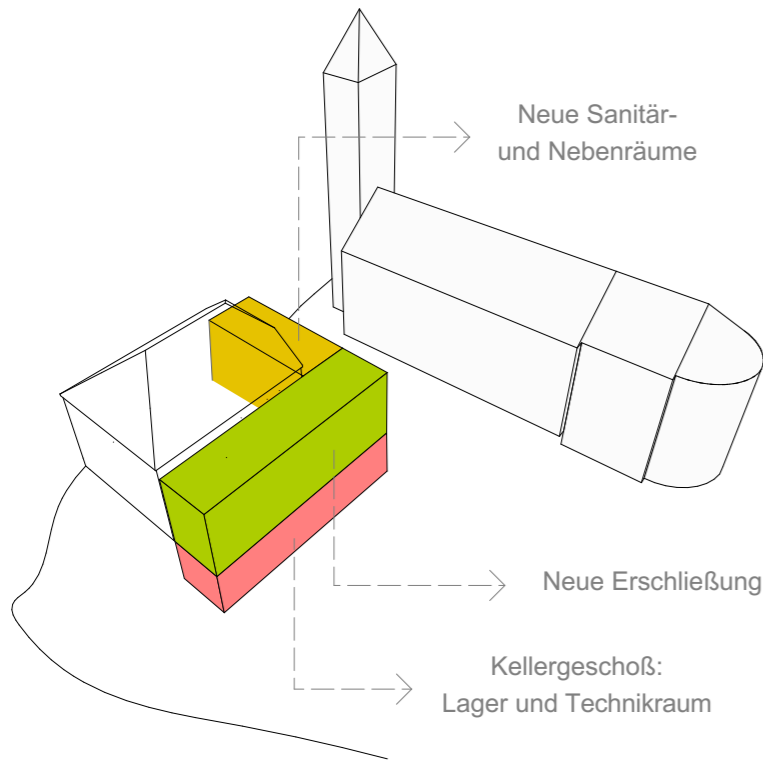 Neue Sanitär-
und Nebenräume
Neue Erschließung
Kellergeschoß:
Lager und Technikraum